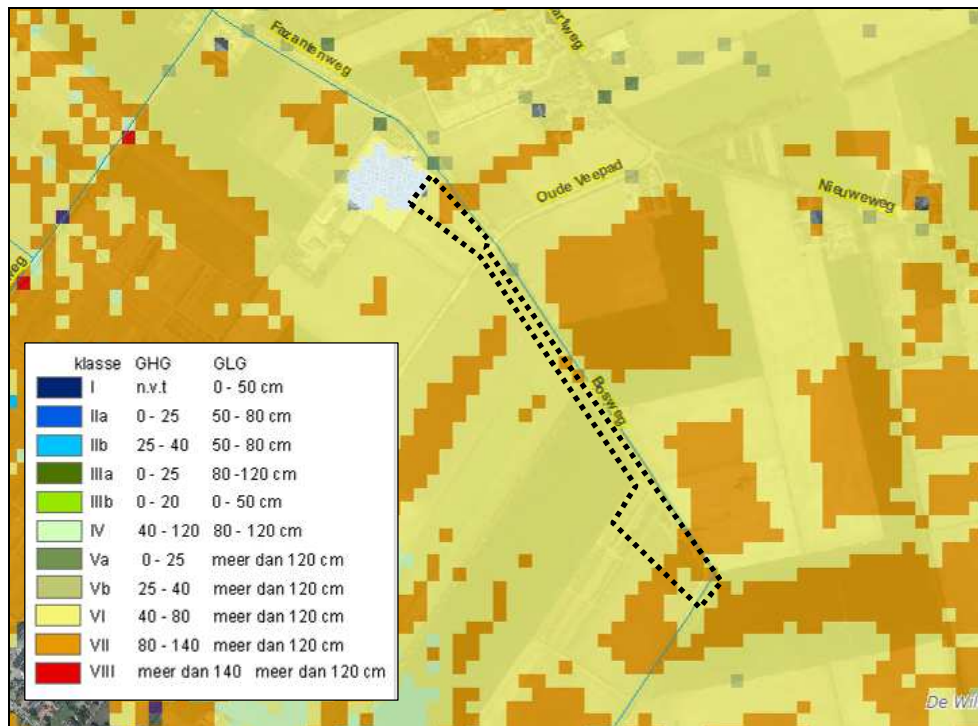 Fazantenweg
Oude Veepad
Nieuweweg
weg
Bosweg
klasse GHG GLG
I n.v.t 0 - 50 cm
IIa 0 - 25 50 - 80 cm
IIb 25 - 40 50 - 80 cm
IIIa 0 - 25 80 -120 cm
IIIb 0 - 20 0 - 50 cm
IV 40 - 120 80 - 120 cm
Va 0 - 25 meer dan 120 cm
Vb 25 - 40 meer dan 120 cm
VI 40 - 80 meer dan 120 cm
VII 80 - 140 meer dan 120 cm
VIII meer dan 140 meer dan 120 cm
De Wil